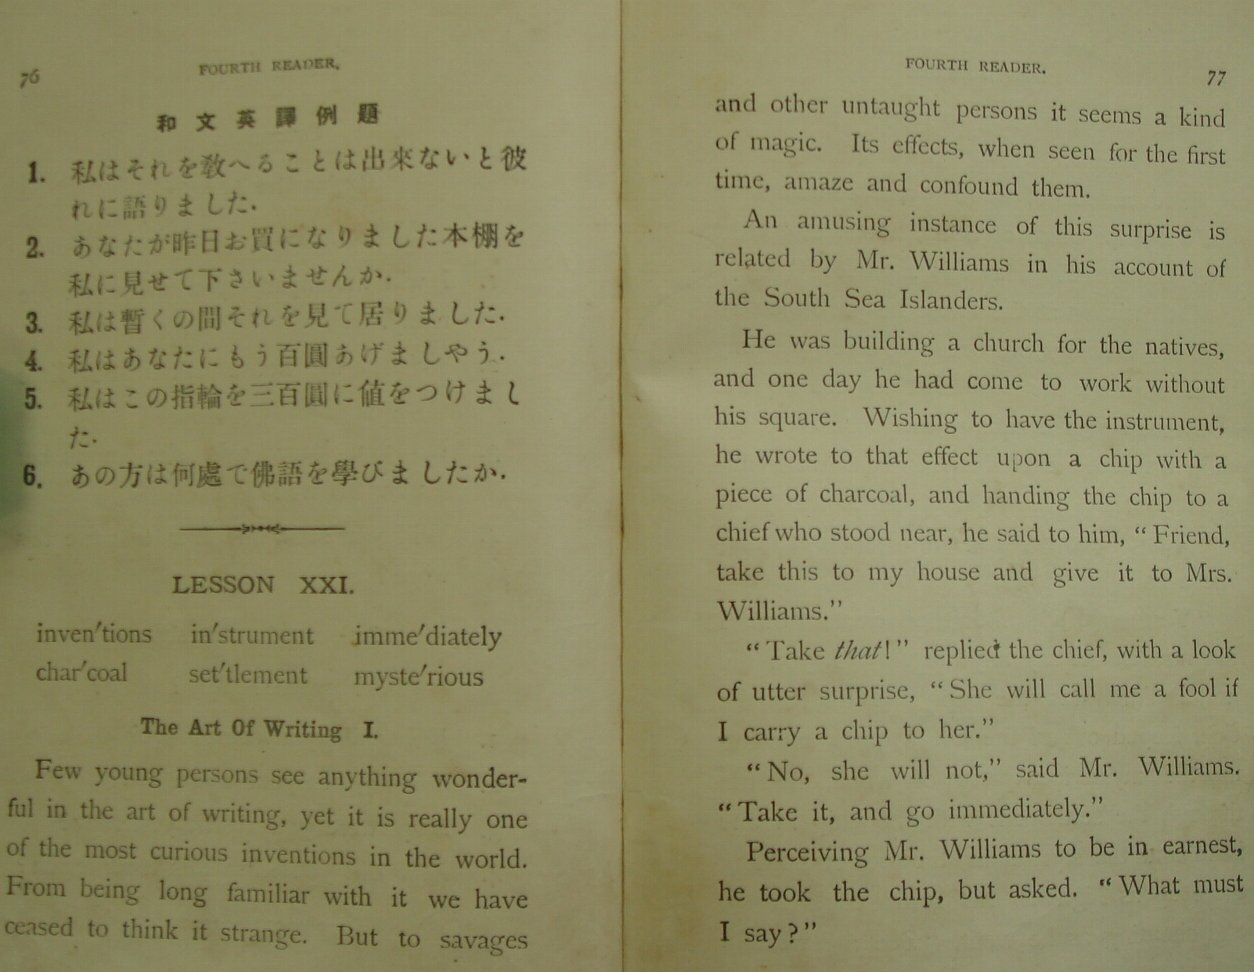 76
FOURTH READER.
和文英譯例題
1. 私はそれを敎へることは出來ないと彼
れに語りました.
2. あなたが昨日お買になりました本棚を
私に見せて下さいませんか.
3. 私は暫くの間それを見て居りました.
4. 私はあなたにもう百圓あげましやう.
5. 私はこの指輪を三百圓に値をつけまし
た.
6. あの方は何處で佛語を學びましたか.
LESSON XXI.
inven′tions in′strument imme′diately
char′coal set′tlement myste′rious
The Art Of Writing I.
Few young persons see anything wonder-
ful in the art of writing, yet it is really one
of the most curious inventions in the world.
From being long familiar with it we have
ceased to think it strange. But to savages
FOURTH READER.
77
and other untaught persons it seems a kind
of magic. Its effects, when seen for the first
time, amaze and confound them.
An amusing instance of this surprise is
related by Mr. Williams in his account of
the South Sea Islanders.
He was building a church for the natives,
and one day he had come to work without
his square. Wishing to have the instrument,
he wrote to that effect upon a chip with a
piece of charcoal, and handing the chip to a
chief who stood near, he said to him, “Friend,
take this to my house and give it to Mrs.
Williams.”
“Take that!” replied the chief, with a look
of utter surprise, “She will call me a fool if
I carry a chip to her.”
“No, she will not,” said Mr. Williams.
“Take it, and go immediately.”
Perceiving Mr. Williams to be in earnest,
he took the chip, but asked. “What must
I say?”